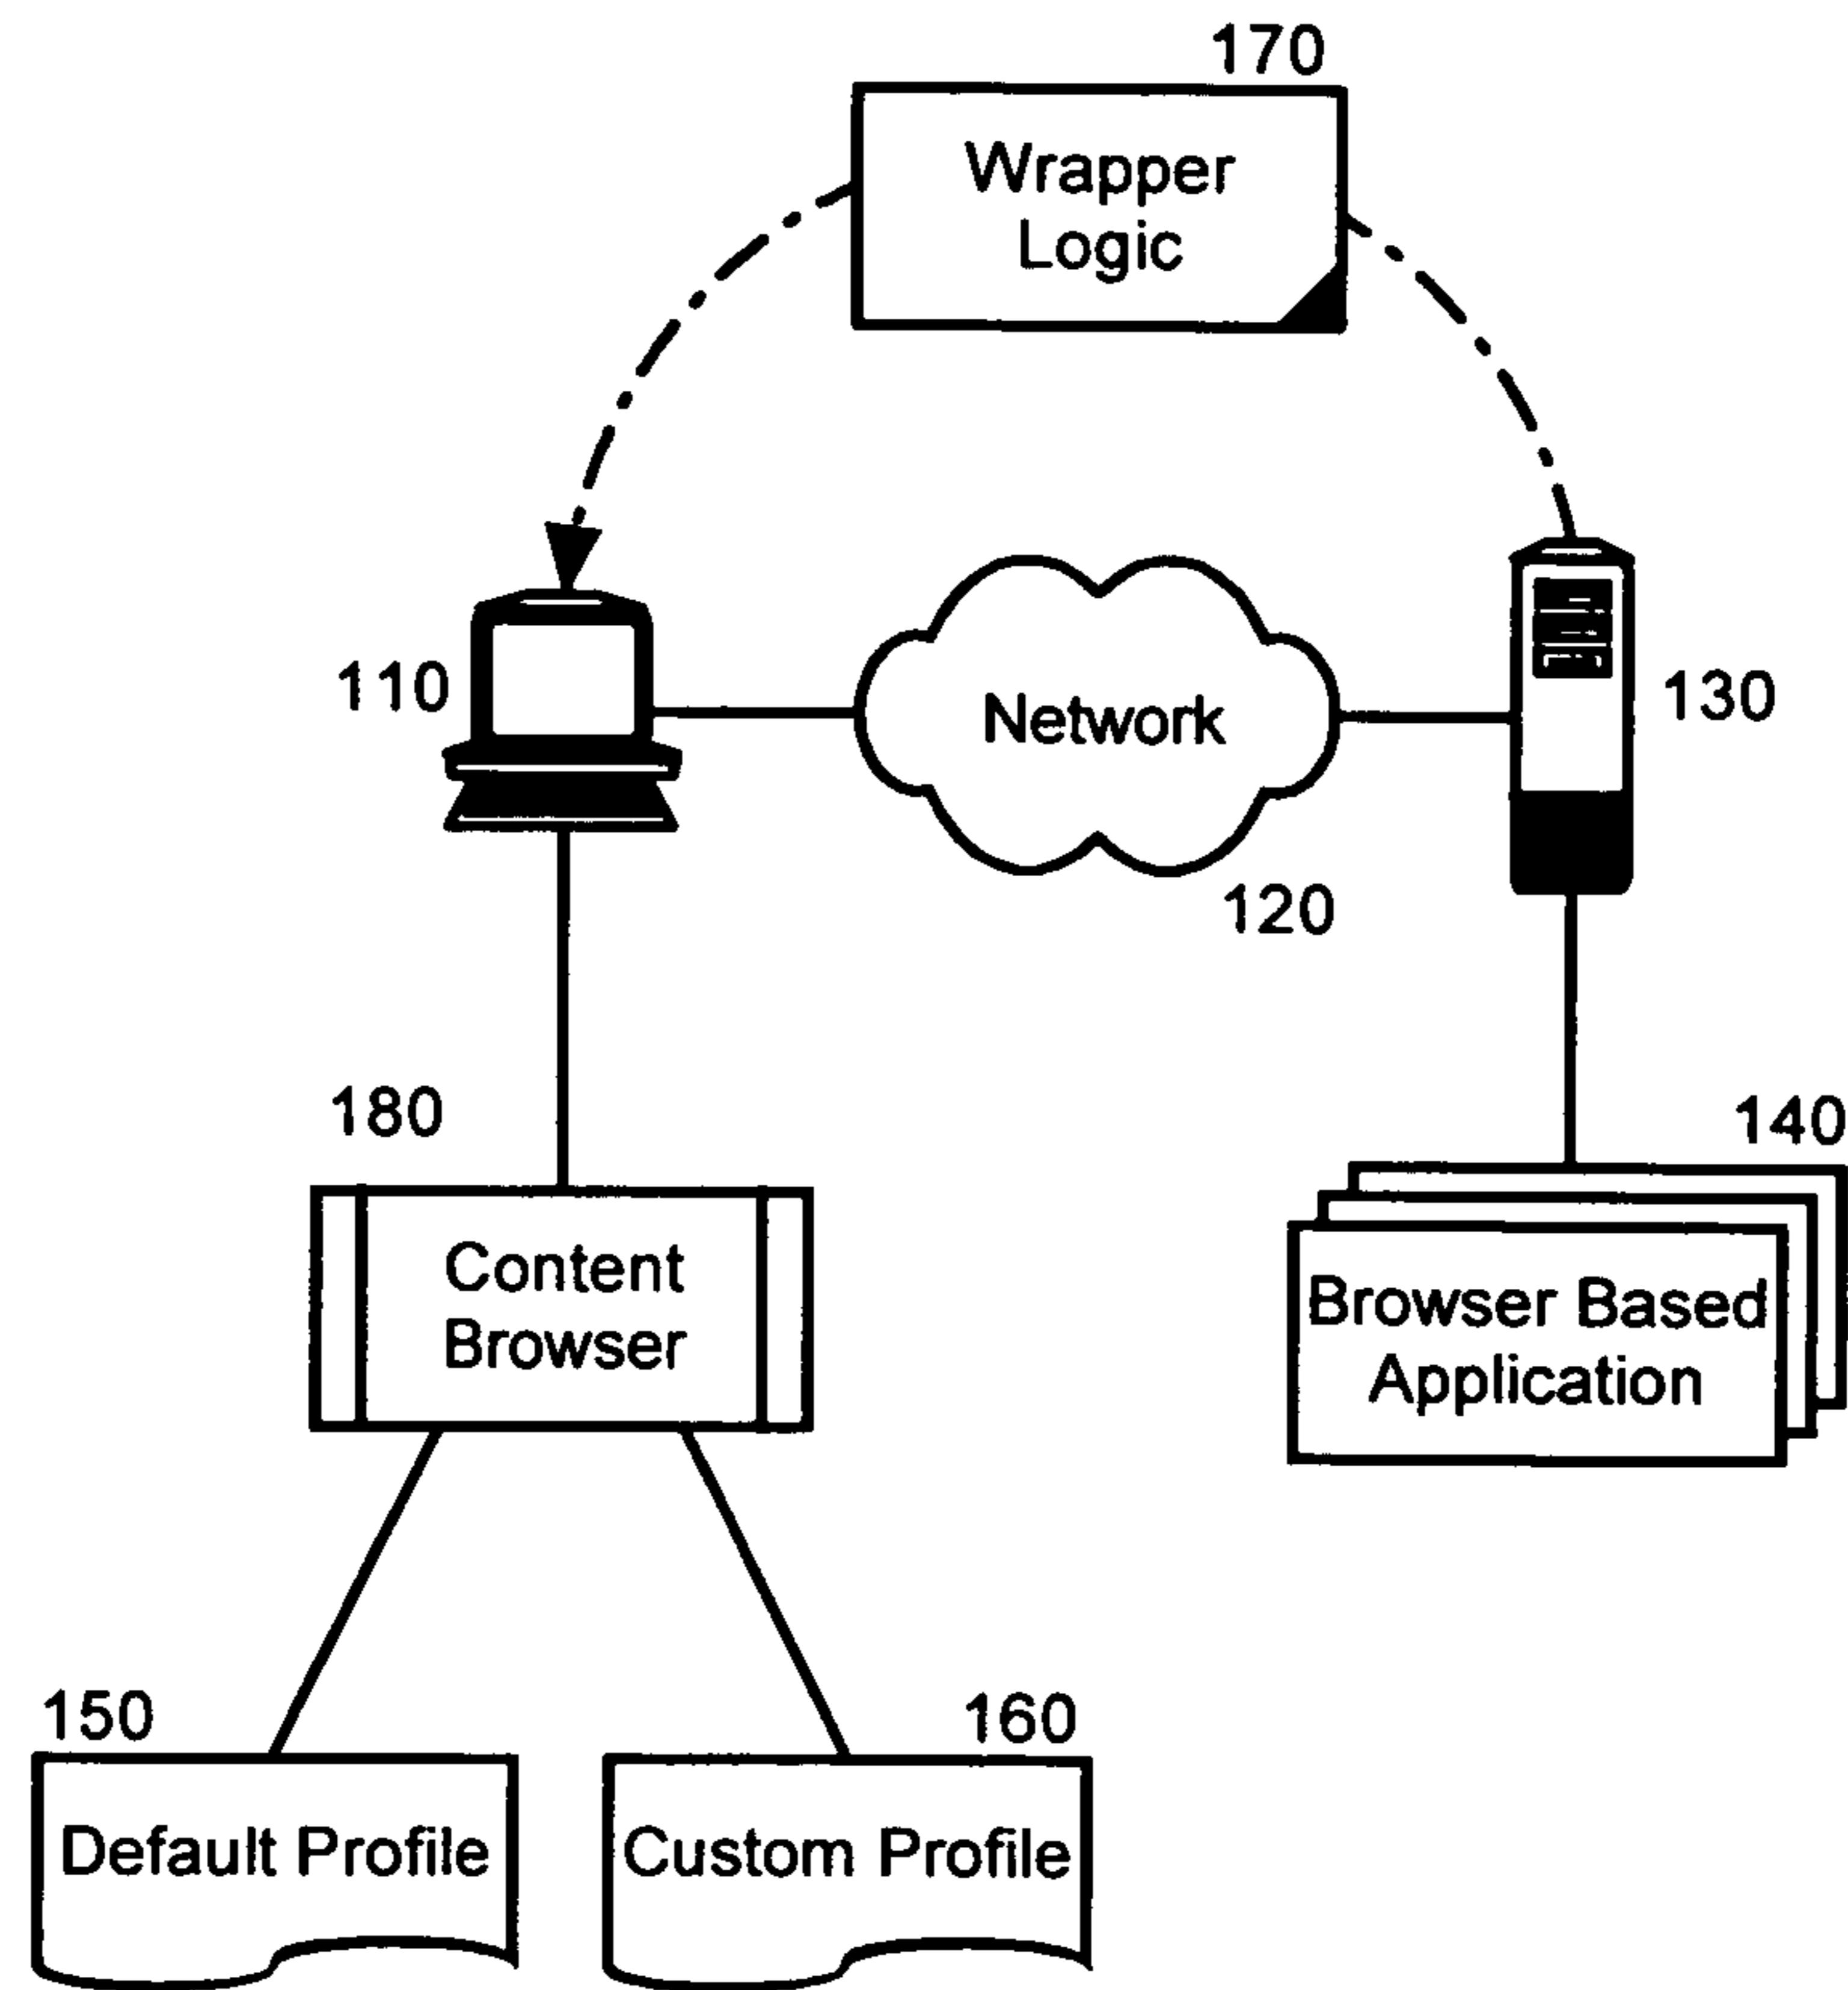 170
Wrapper
Logic
110
Network
130
120
180
140
Content
Browser
Browser Based
Application
150
160
Default Profile
Custom Profile